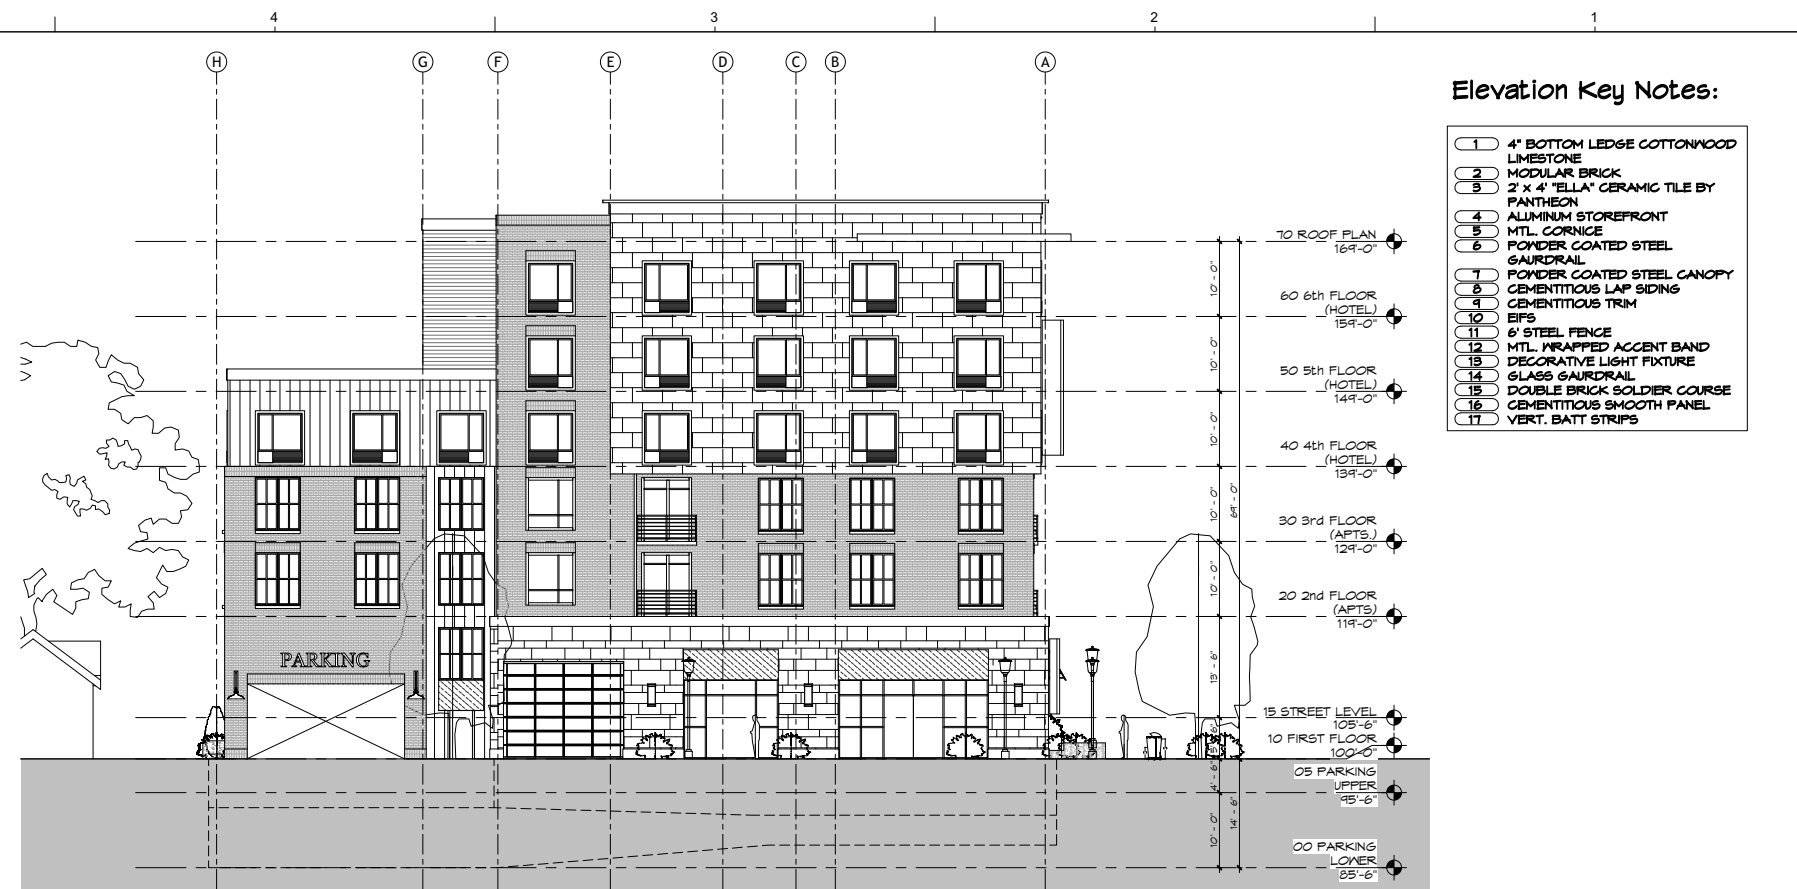 4 3 2 1
H G F E D C B A
Elevation Key Notes:
1 4" BOTTOM LEDGE COTTONWOOD
LIMESTONE
2 MODULAR BRICK
3 2' x 4' "ELLA" CERAMIC TILE BY
PANTHEON
4 ALUMINUM STOREFRONT
5 MTL. CORNICE
6 POWDER COATED STEEL
GAURDRAIL
7 POWDER COATED STEEL CANOPY
8 CEMENTITIOUS LAP SIDING
9 CEMENTITIOUS TRIM
10 EIFS
11 6' STEEL FENCE
12 MTL. WRAPPED ACCENT BAND
13 DECORATIVE LIGHT FIXTURE
14 GLASS GAURDRAIL
15 DOUBLE BRICK SOLDIER COURSE
16 CEMENTITIOUS SMOOTH PANEL
17 VERT. BATT STRIPS
70 ROOF PLAN
169'-0"
10' - 0"
60 6th FLOOR
(HOTEL)
159'-0"
10' - 0"
50 5th FLOOR
(HOTEL)
149'-0"
10' - 0"
40 4th FLOOR
(HOTEL)
139'-0"
10' - 0"
69' - 0"
30 3rd FLOOR
(APTS.)
129'-0"
10' - 0"
20 2nd FLOOR
(APTS)
119'-0"
13' - 6"
PARKING
15 STREET LEVEL
105'-6"
10 FIRST FLOOR
100'-0"
05 PARKING
UPPER
95'-6"
4' - 6"
14' - 6"
10' - 0"
00 PARKING
LOWER
85'-6"